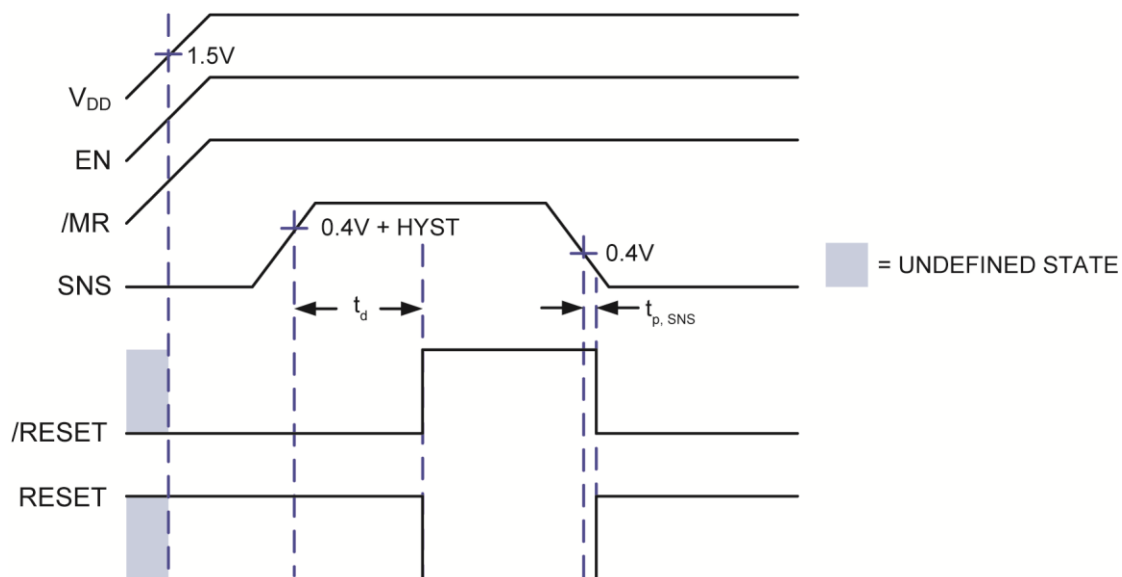 1.5V
VDD
EN
/MR
0.4V + HYST
0.4V
SNS
= UNDEFINED STATE
td
tp, SNS
/RESET
RESET